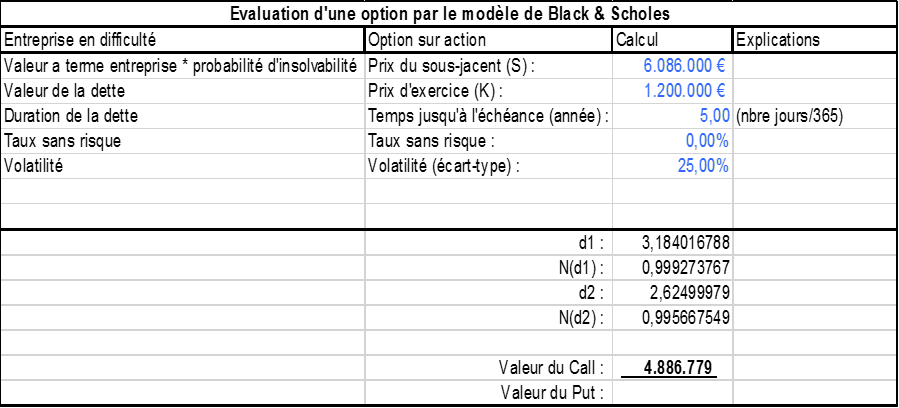 Evaluation d'une option par le modèle de Black & Scholes
Entreprise en difficulté Option sur action Calcul Explications
Valeur a terme entreprise * probabilité d'insolvabilité Prix du sous-jacent (S) : 6.086.000 €
Valeur de la dette Prix d'exercice (K) : 1.200.000 €
Duration de la dette Temps jusqu'à l'échéance (année) : 5,00 (nbre jours/365)
Taux sans risque Taux sans risque : 0,00%
Volatilité Volatilité (écart-type) : 25,00%
d1 : 3,184016788
N(d1) : 0,999273767
d2 : 2,62499979
N(d2) : 0,995667549
Valeur du Call : 4.886.779
Valeur du Put :